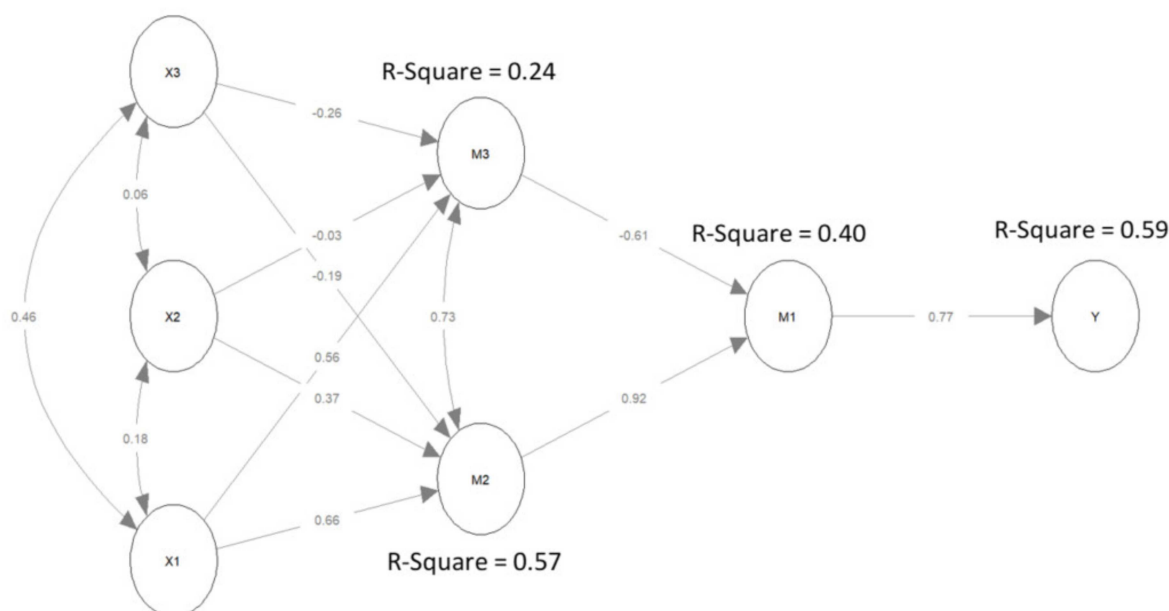 X3
R-Square = 0.24
-0.26
M3
0.06
-0.03
-0.61
R-Square = 0.40
R-Square = 0.59
-0.19
0.46
X2
0.73
M1
0.77
Y
0.56
0.37
0.92
0.18
M2
0.66
X1
R-Square = 0.57